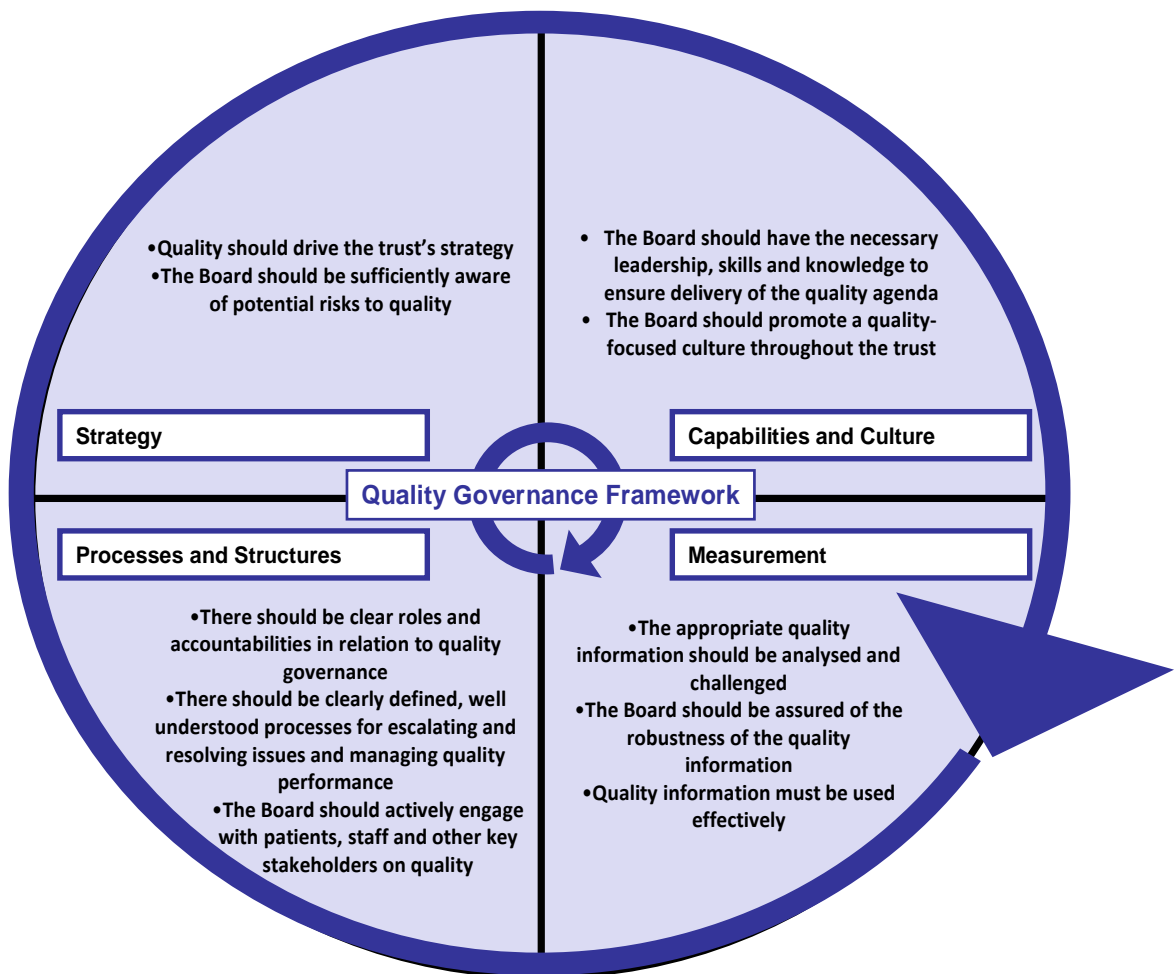 •Quality should drive the trust’s strategy
•The Board should be sufficiently aware
of potential risks to quality
• The Board should have the necessary
leadership, skills and knowledge to
ensure delivery of the quality agenda
• The Board should promote a quality-
focused culture throughout the trust
Strategy
Capabilities and Culture
Quality Governance Framework
Processes and Structures
Measurement
•There should be clear roles and
accountabilities in relation to quality
governance
•There should be clearly defined, well
understood processes for escalating and
resolving issues and managing quality
performance
•The Board should actively engage
with patients, staff and other key
stakeholders on quality
•The appropriate quality
information should be analysed and
challenged
•The Board should be assured of the
robustness of the quality
information
•Quality information must be used
effectively